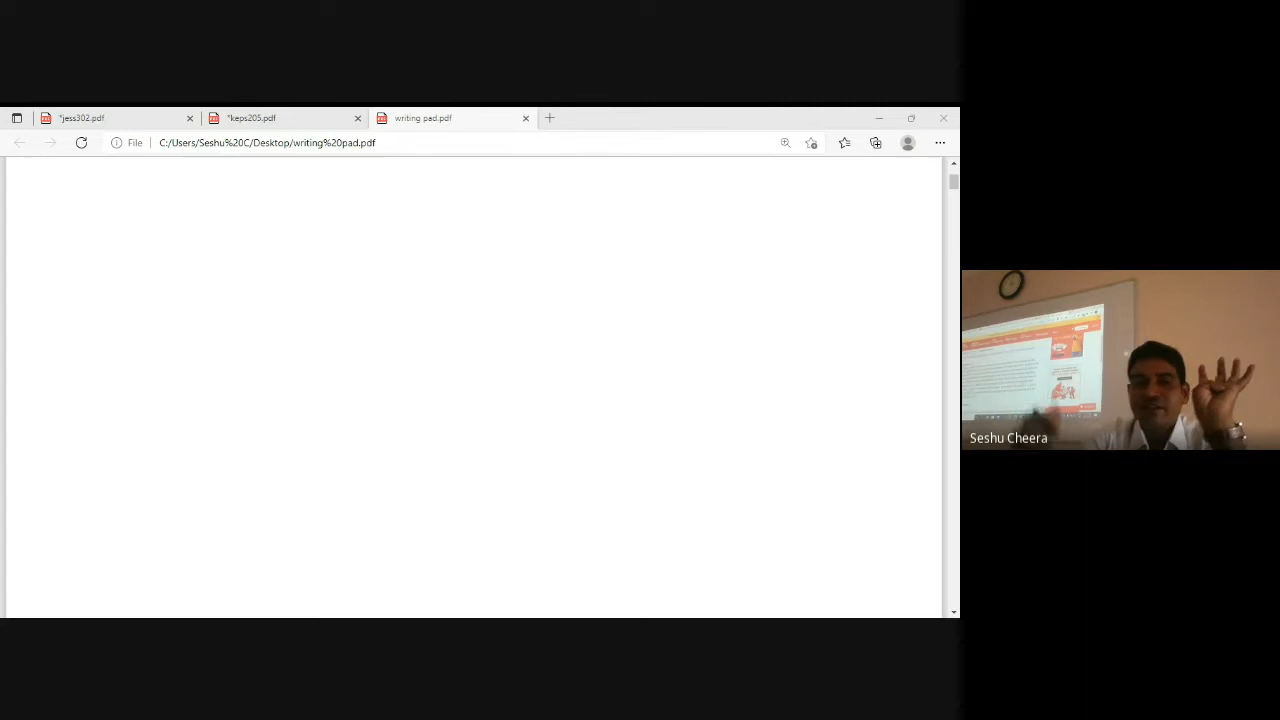 *jess302.pdf
*keps205.pdf
writing pad.pdf
File
C:/Users/Seshu%20C/Desktop/writing%20pad.pdf
Seshu Cheera